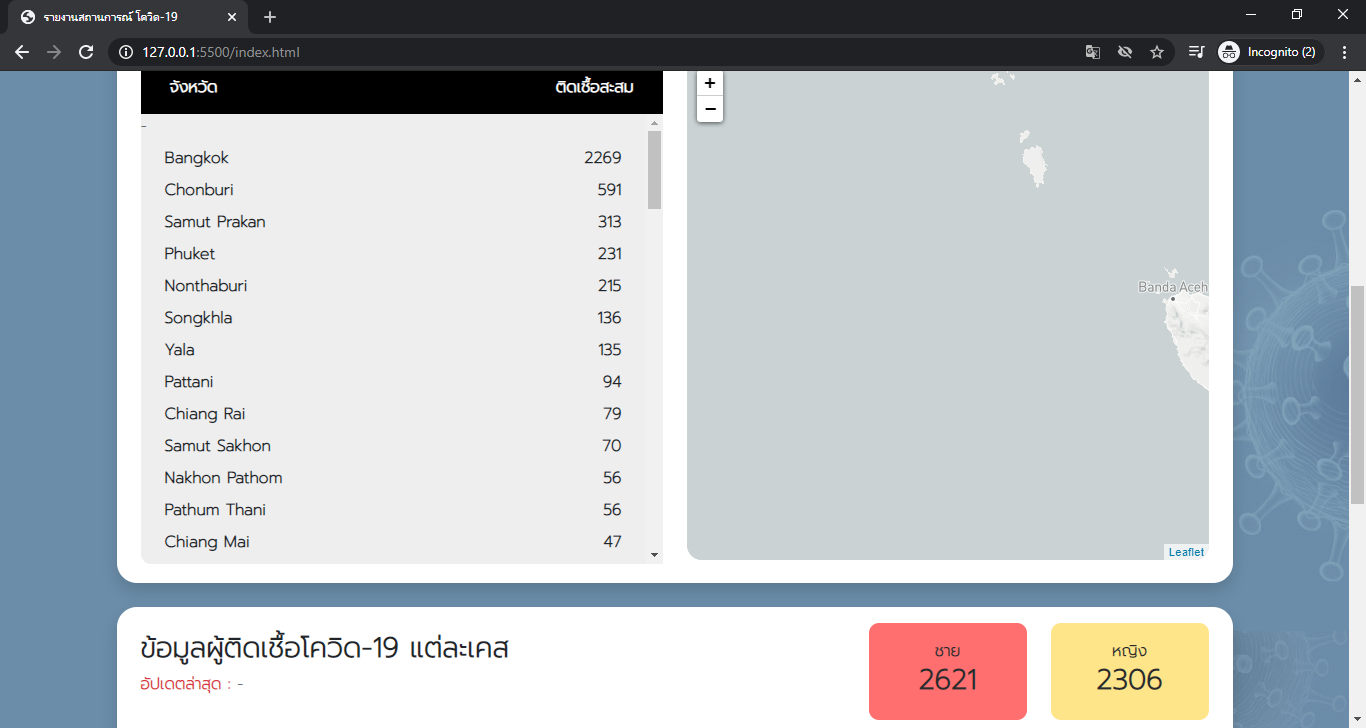 รายงานสถานการณ์ โควิด-19
127.0.0.1:5500/index.html
Incognito (2)
จังหวัด ติดเชื้อสะสม
-
Bangkok 2269
Chonburi 591
Samut Prakan 313
Phuket 231
Nonthaburi 215
Songkhla 136
Yala 135
Pattani 94
Chiang Rai 79
Samut Sakhon 70
Nakhon Pathom 56
Pathum Thani 56
Chiang Mai 47
+
−
Banda Aceh
Leaflet
ข้อมูลผู้ติดเชื้อโควิด-19 แต่ละเคส
อัปเดตล่าสุด : -
ชาย
2621
หญิง
2306